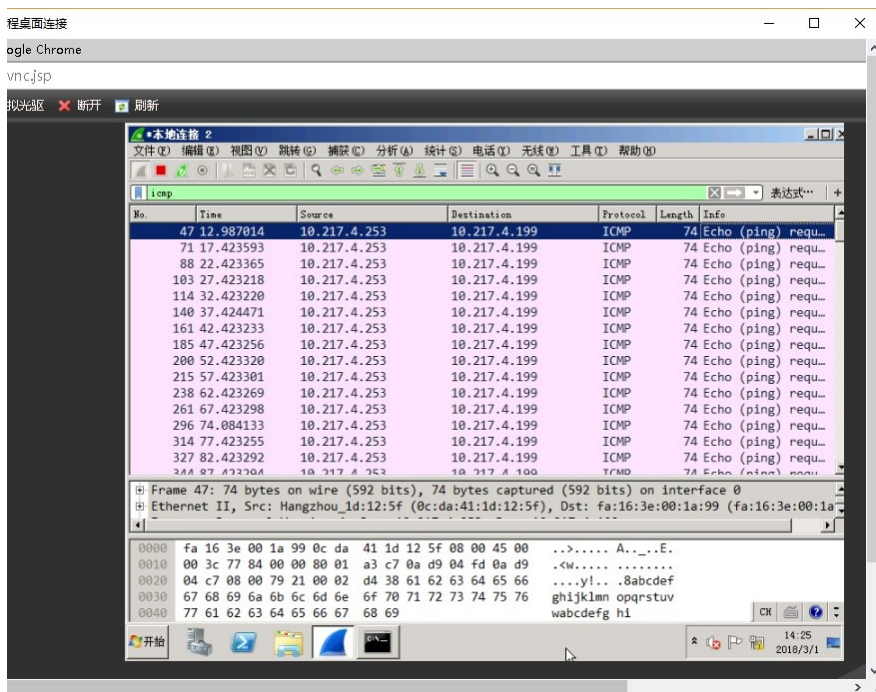 程桌面连接
ogle Chrome
vnc.jsp
拟光驱 断开 刷新
*本地连接 2
文件(F) 编辑(E) 视图(V) 跳转(G) 捕获(C) 分析(A) 统计(S) 电话(Y) 无线(W) 工具(T) 帮助(H)
icmp 表达式…
No. Time Source Destination Protocol Length Info
47 12.987014 10.217.4.253 10.217.4.199 ICMP 74 Echo (ping) requ…
71 17.423593 10.217.4.253 10.217.4.199 ICMP 74 Echo (ping) requ…
88 22.423365 10.217.4.253 10.217.4.199 ICMP 74 Echo (ping) requ…
103 27.423218 10.217.4.253 10.217.4.199 ICMP 74 Echo (ping) requ…
114 32.423220 10.217.4.253 10.217.4.199 ICMP 74 Echo (ping) requ…
140 37.424471 10.217.4.253 10.217.4.199 ICMP 74 Echo (ping) requ…
161 42.423233 10.217.4.253 10.217.4.199 ICMP 74 Echo (ping) requ…
185 47.423256 10.217.4.253 10.217.4.199 ICMP 74 Echo (ping) requ…
200 52.423320 10.217.4.253 10.217.4.199 ICMP 74 Echo (ping) requ…
215 57.423301 10.217.4.253 10.217.4.199 ICMP 74 Echo (ping) requ…
238 62.423269 10.217.4.253 10.217.4.199 ICMP 74 Echo (ping) requ…
261 67.423298 10.217.4.253 10.217.4.199 ICMP 74 Echo (ping) requ…
296 74.084133 10.217.4.253 10.217.4.199 ICMP 74 Echo (ping) requ…
314 77.423255 10.217.4.253 10.217.4.199 ICMP 74 Echo (ping) requ…
327 82.423292 10.217.4.253 10.217.4.199 ICMP 74 Echo (ping) requ…
344 87.423294 10.217.4.253 10.217.4.199 ICMP 74 Echo (ping) requ…
Frame 47: 74 bytes on wire (592 bits), 74 bytes captured (592 bits) on interface 0
Ethernet II, Src: Hangzhou_1d:12:5f (0c:da:41:1d:12:5f), Dst: fa:16:3e:00:1a:99 (fa:16:3e:00:1a
0000 fa 16 3e 00 1a 99 0c da 41 1d 12 5f 08 00 45 00 ..>..... A.._..E.
0010 00 3c 77 84 00 00 80 01 a3 c7 0a d9 04 fd 0a d9 .<w..... ........
0020 04 c7 08 00 79 21 00 02 d4 38 61 62 63 64 65 66 ....y!.. .8abcdef
0030 67 68 69 6a 6b 6c 6d 6e 6f 70 71 72 73 74 75 76 ghijklmn opqrstuv
0040 77 61 62 63 64 65 66 67 68 69 wabcdefg hi
CH
开始
14:25
2018/3/1